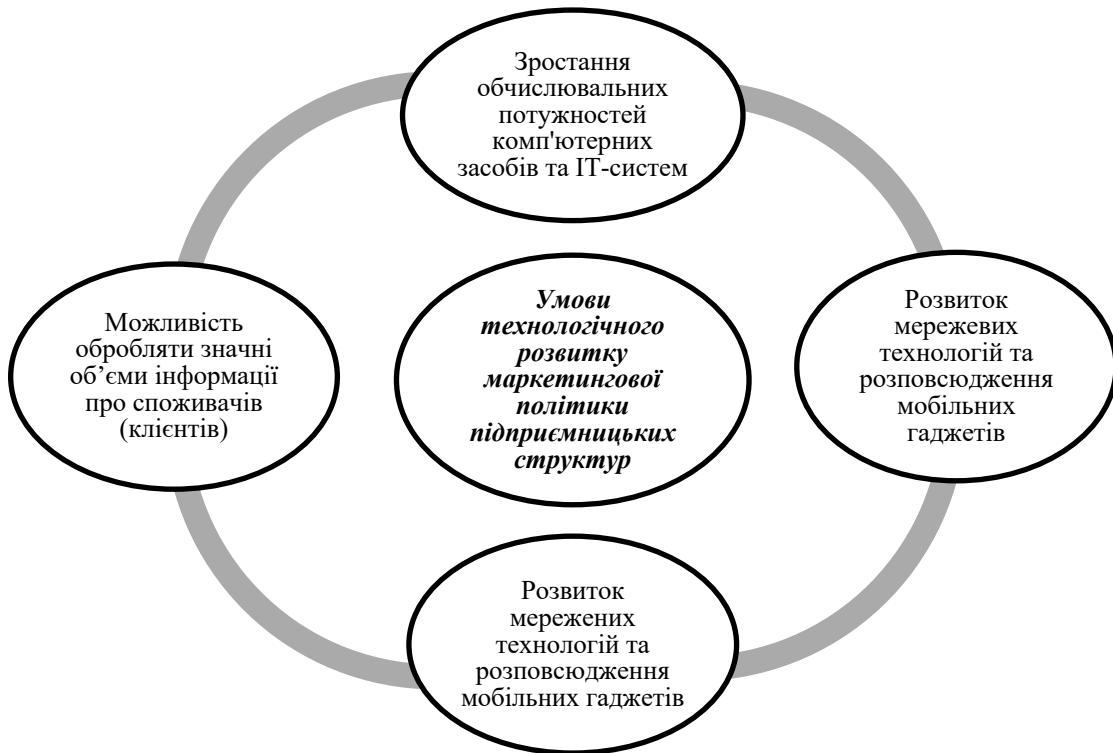 Зростання
обчислювальних
потужностей
комп'ютерних
засобів та ІТ-систем
Можливість
обробляти значні
об’єми інформації
про споживачів
(клієнтів)
Умови
технологічного
розвитку
маркетингової
політики
підприємницьких
структур
Розвиток
мережевих
технологій та
розповсюдження
мобільних
гаджетів
Розвиток
мережених
технологій та
розповсюдження
мобільних гаджетів